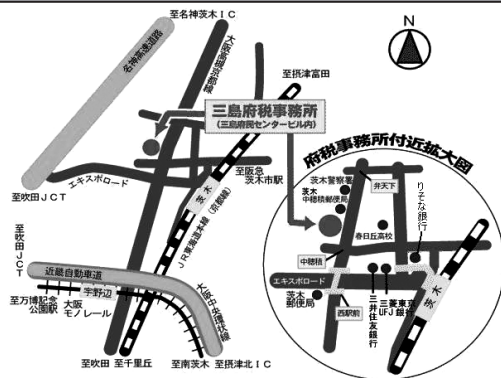 至名神茨木IC
N
名神高速道路
大阪高槻京都線
至摂津富田
三島府税事務所
(三島府民センタービル内)
府税事務所付近拡大図
至阪急
茨木市駅
エキスポロード
至吹田JCT
茨木
JR東海道本線(京都線)
茨木警察署
弁天下
茨木
中穂積郵便局
りそな銀行
春日丘高校
中穂積
至吹田JCT
近畿自動車道
宇野辺
至万博記念
公園駅
大阪
モノレール
大阪中央環状線
エキスポロード
茨木
郵便局
西駅前
三井住友銀行
三菱東京
UFJ銀行
茨木
至吹田
至千里丘
至南茨木
至摂津北IC